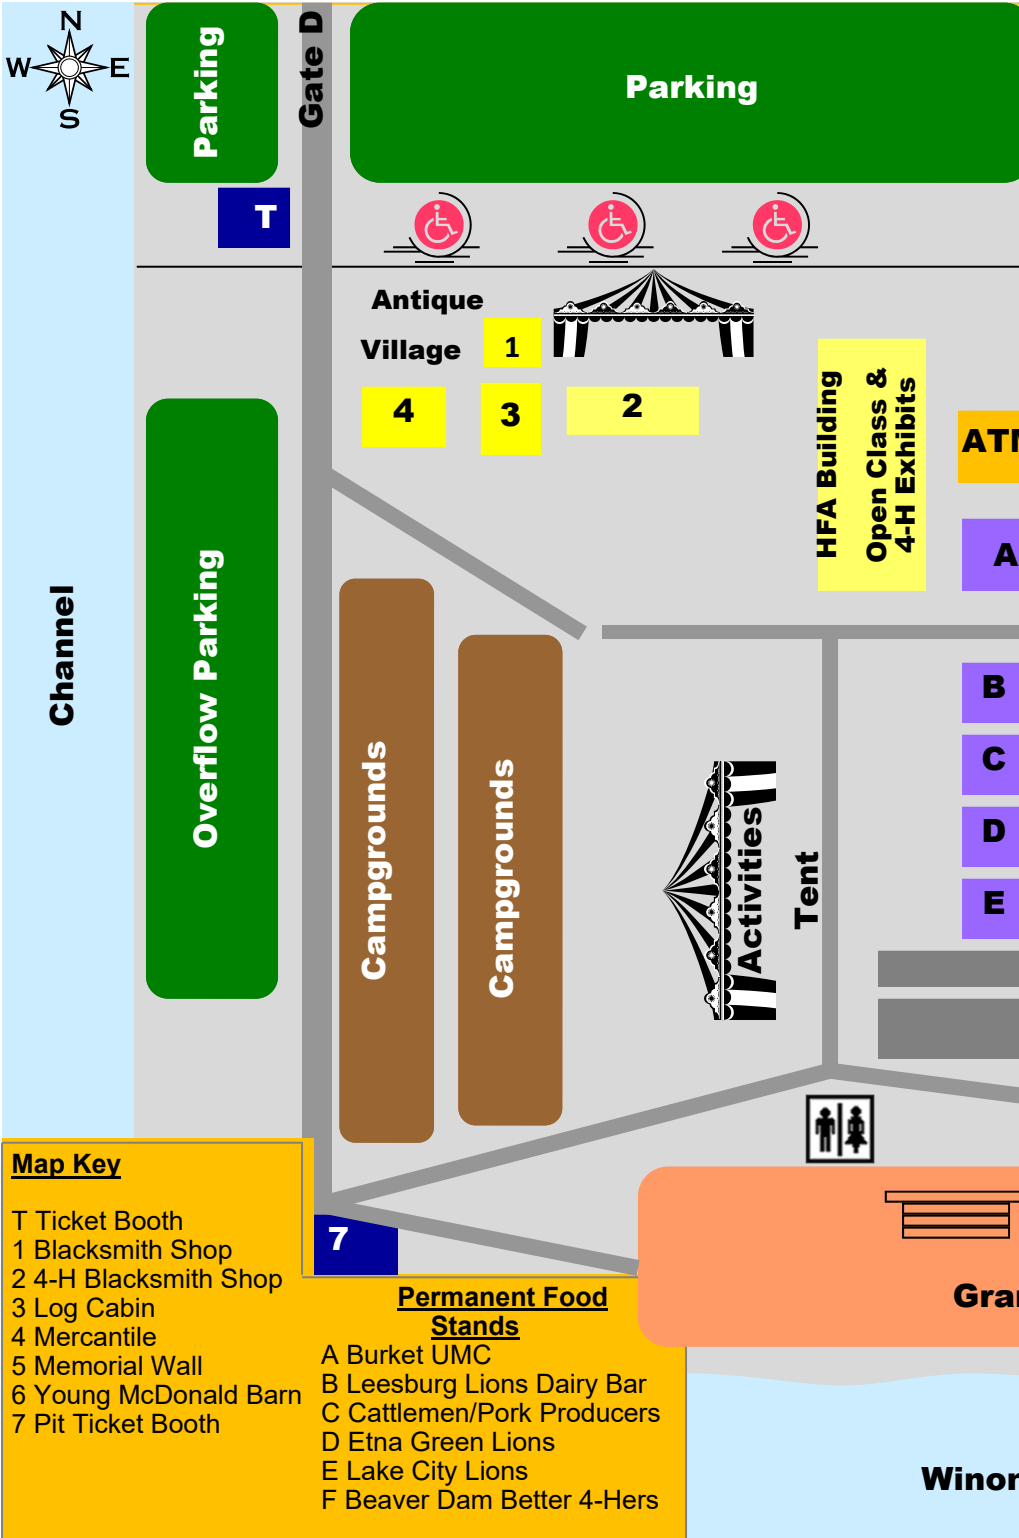 N
W E
S
Parking
Gate D
Parking
T
Antique
Village
1
4
3
2
HFA Building
Open Class &
4-H Exhibits
A
Channel
Overflow Parking
Campgrounds
Campgrounds
B
C
D
E
Activities
Tent
7
Map Key
T Ticket Booth
1 Blacksmith Shop
2 4-H Blacksmith Shop
3 Log Cabin
4 Mercantile
5 Memorial Wall
6 Young McDonald Barn
7 Pit Ticket Booth
Permanent Food
Stands
A Burket UMC
B Leesburg Lions Dairy Bar
C Cattlemen/Pork Producers
D Etna Green Lions
E Lake City Lions
F Beaver Dam Better 4-Hers